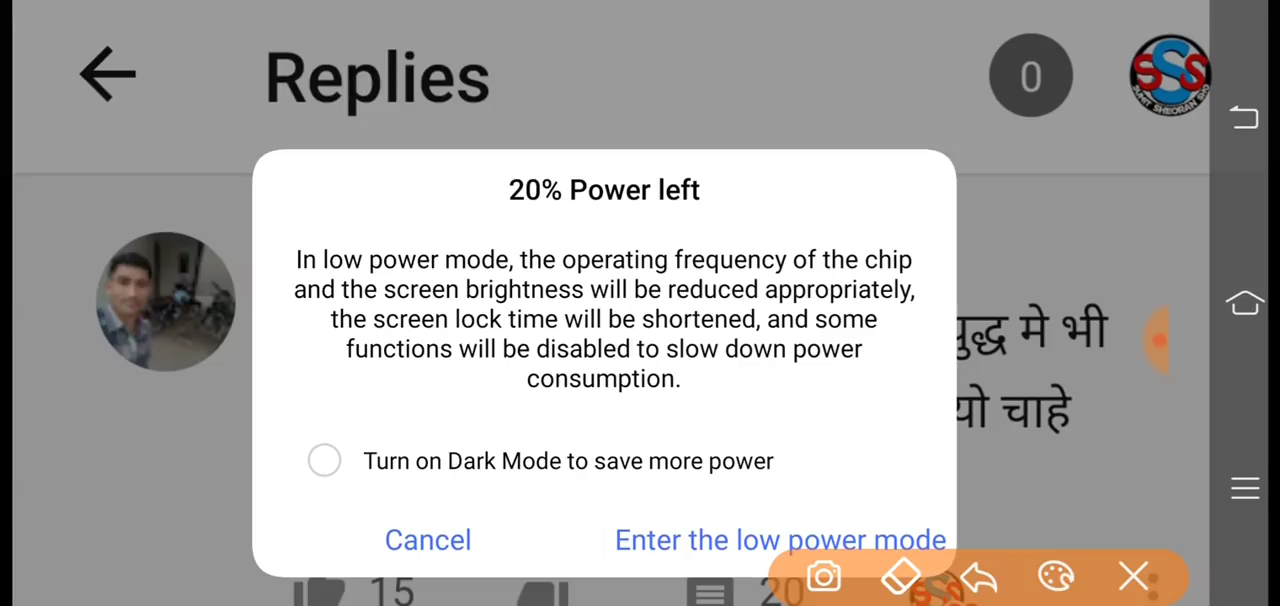 Replies
0
SSS
20% Power left
In low power mode, the operating frequency of the chip
and the screen brightness will be reduced appropriately,
the screen lock time will be shortened, and some
functions will be disabled to slow down power
consumption.
युद्ध मे भी
चाहे
Turn on Dark Mode to save more power
Cancel
Enter the low power mode
15
20